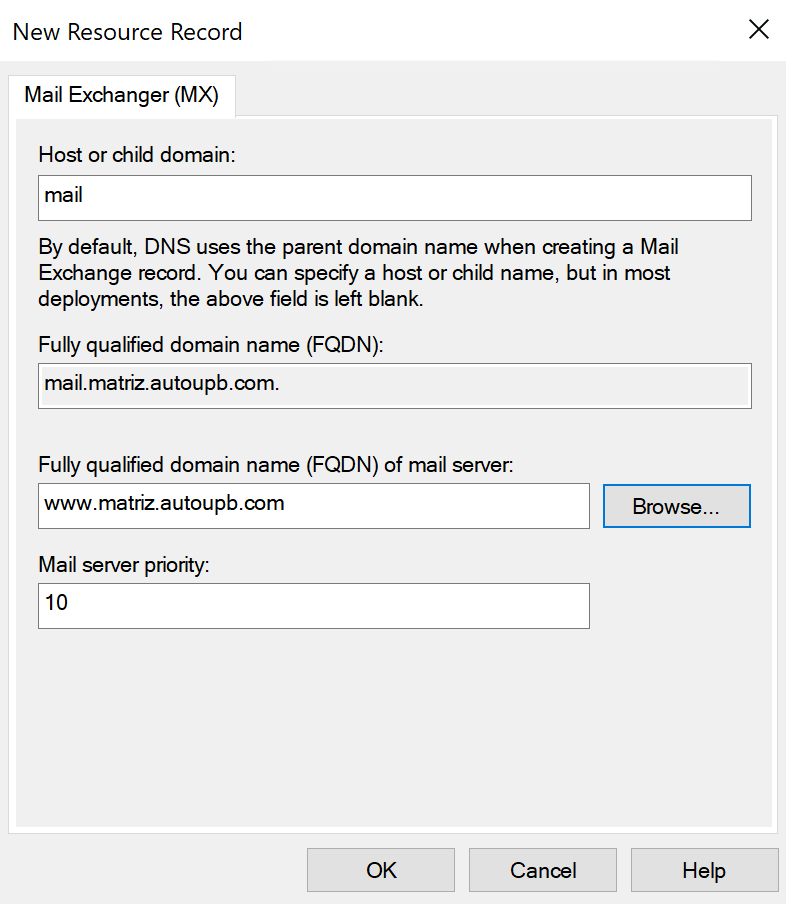 New Resource Record
Mail Exchanger (MX)
Host or child domain:
mail
By default, DNS uses the parent domain name when creating a Mail
Exchange record. You can specify a host or child name, but in most
deployments, the above field is left blank.
Fully qualified domain name (FQDN):
mail.matriz.autoupb.com.
Fully qualified domain name (FQDN) of mail server:
www.matriz.autoupb.com
Browse...
Mail server priority:
10
OK
Cancel
Help